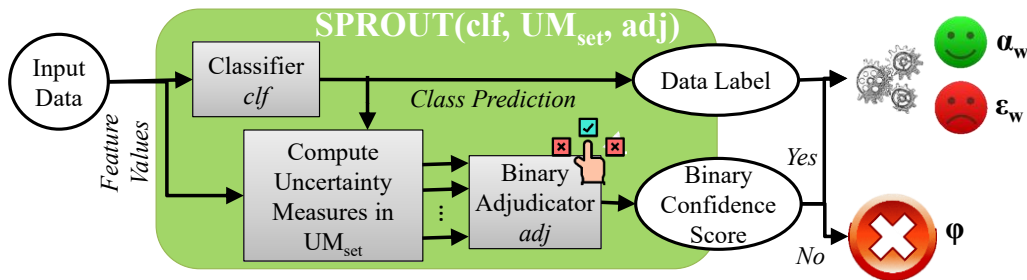 SPROUT(clf, UMset, adj)
Input
Data
Feature
Values
Classifier
clf
Class Prediction
Data Label
αw
εw
Compute
Uncertainty
Measures in
UMset
⋮
Binary
Adjudicator
adj
Binary
Confidence
Score
Yes
No
φ